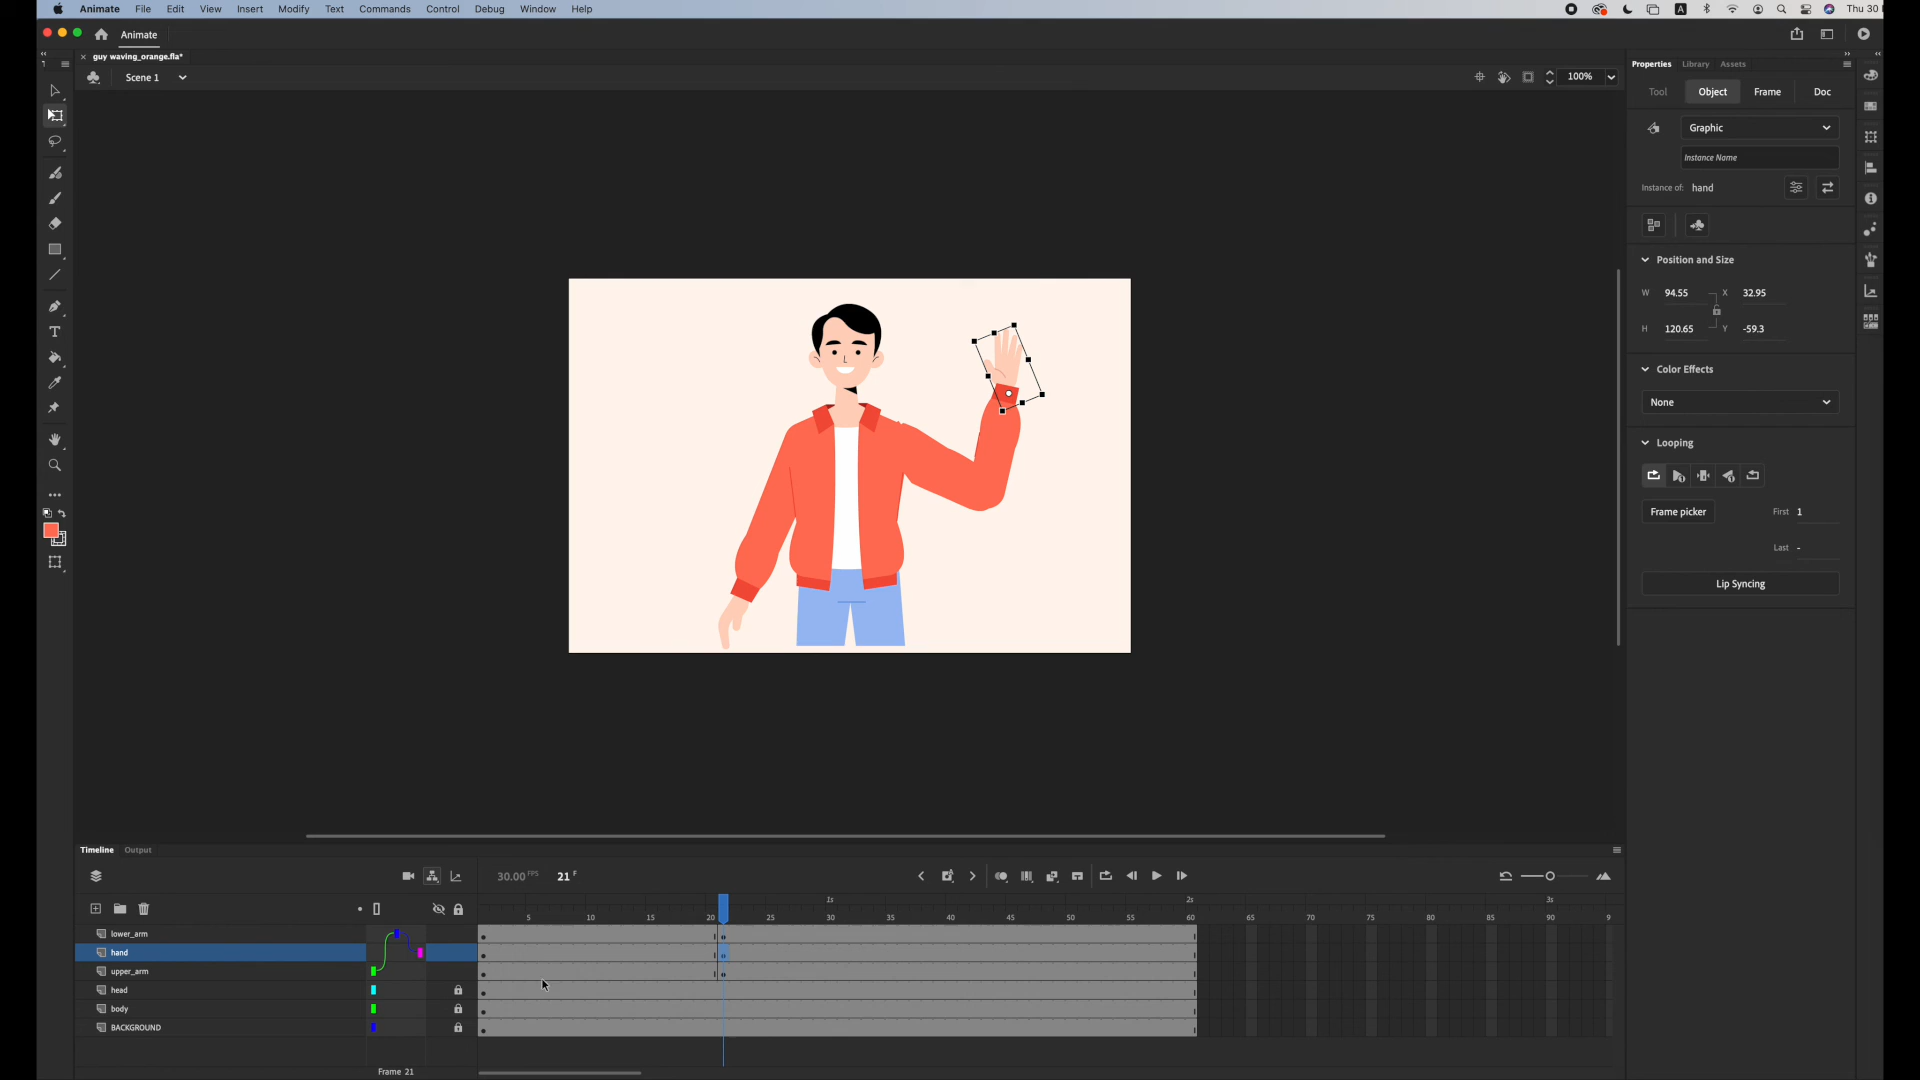 Animate File Edit View Insert Modify Text Commands Control Debug Window Help A Thu 30
Animate
guy waving_orange.fla*
Properties Library Assets
Scene 1 100%
Tool Object Frame Doc
Graphic
Instance Name
Instance of: hand
Position and Size
W 94.55 X 32.95
H 120.65 Y -59.3
Color Effects
None
Looping
Frame picker First 1
Last -
Lip Syncing
Timeline Output
30.00 FPS 21 F
1s 2s 3s
5 10 15 20 25 30 35 40 45 50 55 60 65 70 75 80 85 90 9
lower_arm
hand
upper_arm
head
body
BACKGROUND
Frame 21